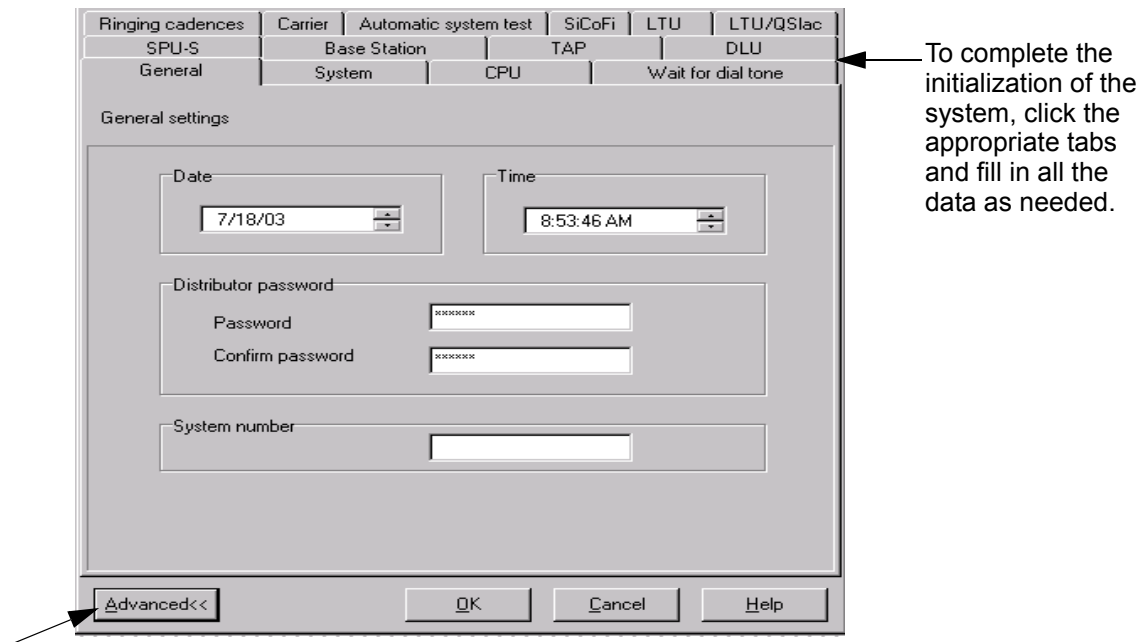 Ringing cadences Carrier Automatic system test SiCoFi LTU LTU/QSlac
SPU-S Base Station TAP DLU
General System CPU Wait for dial tone
General settings
Date
7/18/03
Time
8:53:46 AM
Distributor password
Password
******
Confirm password
******
System number
Advanced<<
OK
Cancel
Help
To complete the
initialization of the
system, click the
appropriate tabs
and fill in all the
data as needed.